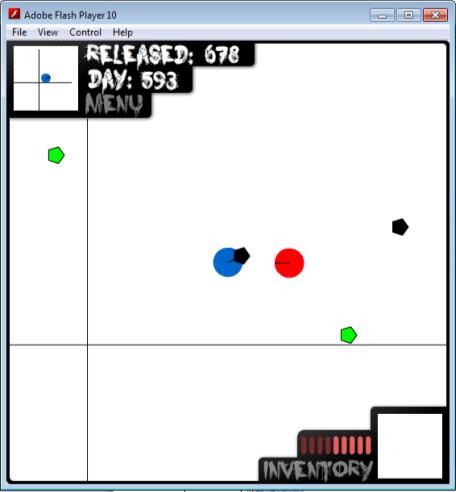 Adobe Flash Player 10
File View Control Help
RELEASED: 678
DAY: 593
MENU
INVENTORY